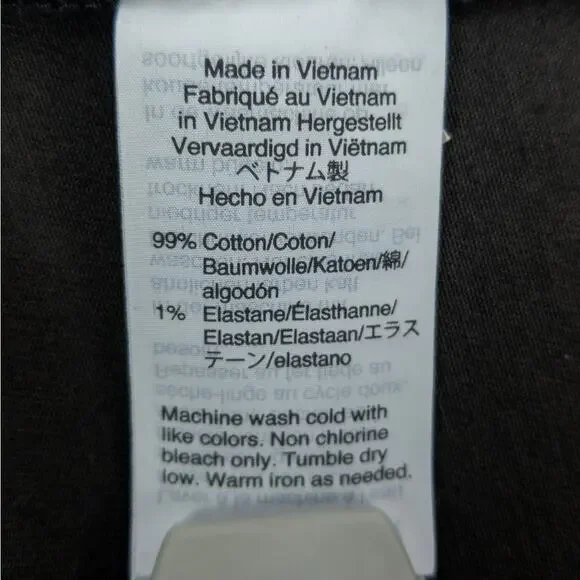 Made in Vietnam
Fabriqué au Vietnam
in Vietnam Hergestellt
Vervaardigd in Viëtnam
ベトナム製
Hecho en Vietnam
99% Cotton/Coton/
Baumwolle/Katoen/綿/
algodón
1% Elastane/Élasthanne/
Elastan/Elastaan/エラス
テーン/elastano
Machine wash cold with
like colors. Non chlorine
bleach only. Tumble dry
low. Warm iron as needed.